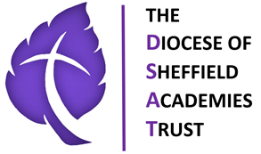 THE
DIOCESE OF
SHEFFIELD
ACADEMIES
TRUST